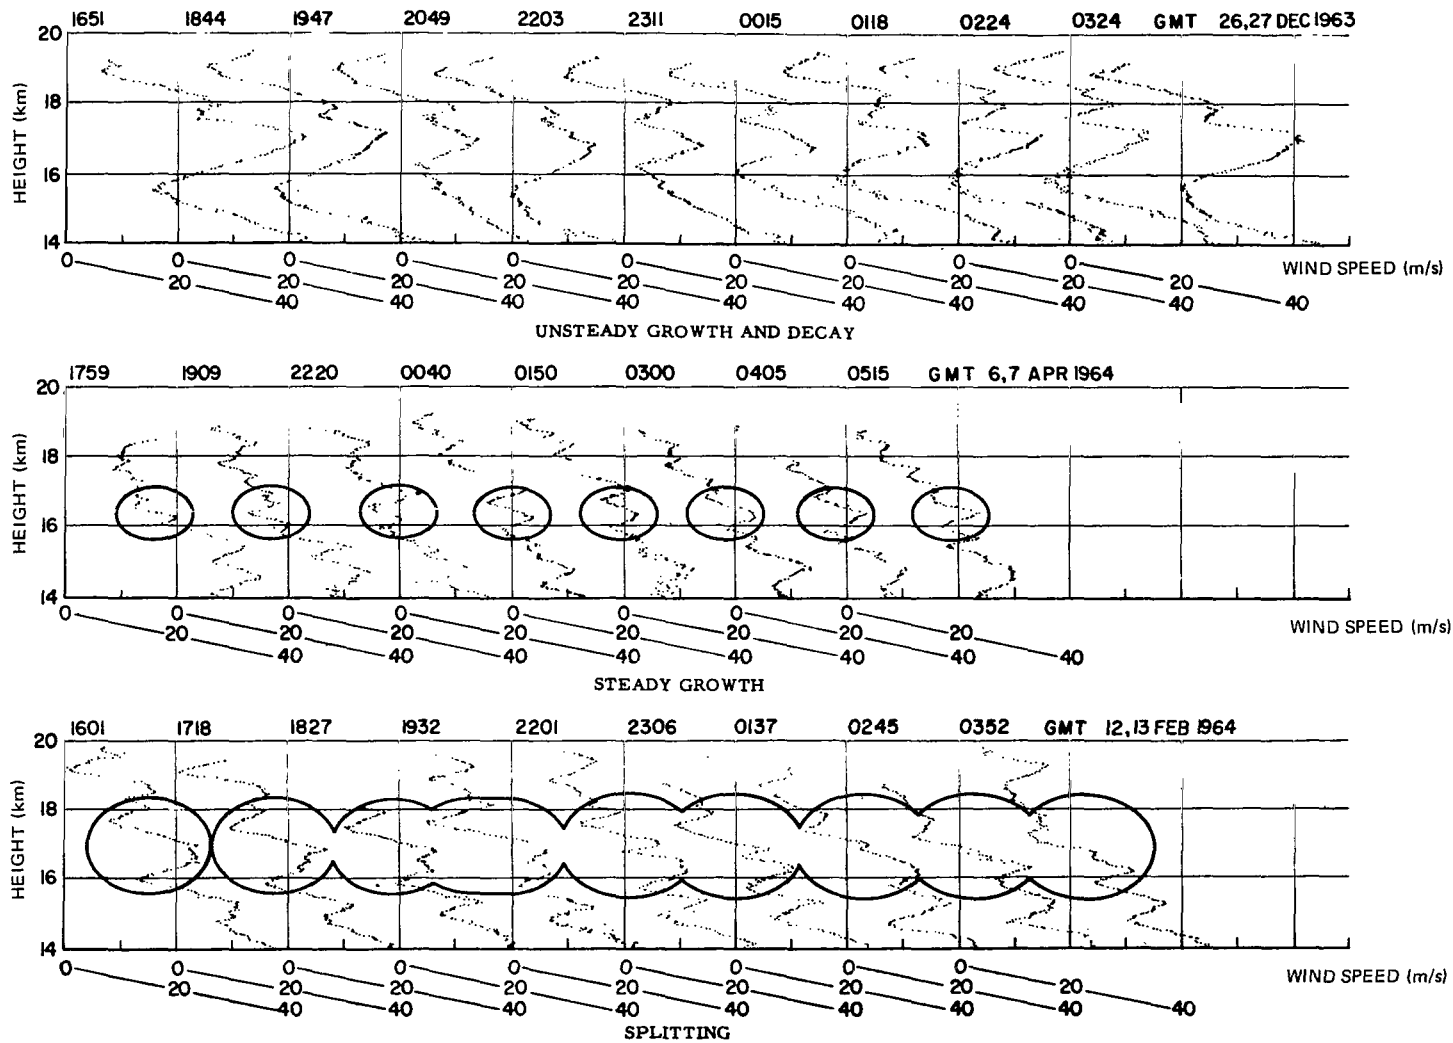 1651 1844 1947 2049 2203 2311 0015 0118 0224 0324 GMT 26,27 DEC 1963
20
18
16
14
HEIGHT (km)
0 0 0 0 0 0 0 0 0 WIND SPEED (m/s)
20 20 20 20 20 20 20 20 20 20
40 40 40 40 40 40 40 40 40 40
UNSTEADY GROWTH AND DECAY
1759 1909 2220 0040 0150 0300 0405 0515 GMT 6,7 APR 1964
20
18
16
14
HEIGHT (km)
0 0 0 0 0 0 0 0 WIND SPEED (m/s)
20 20 20 20 20 20 20 20
40 40 40 40 40 40 40 40
STEADY GROWTH
1601 1718 1827 1932 2201 2306 0137 0245 0352 GMT 12,13 FEB 1964
20
18
16
14
HEIGHT (km)
0 0 0 0 0 0 0 0 0 WIND SPEED (m/s)
20 20 20 20 20 20 20 20 20
40 40 40 40 40 40 40 40 40
SPLITTING